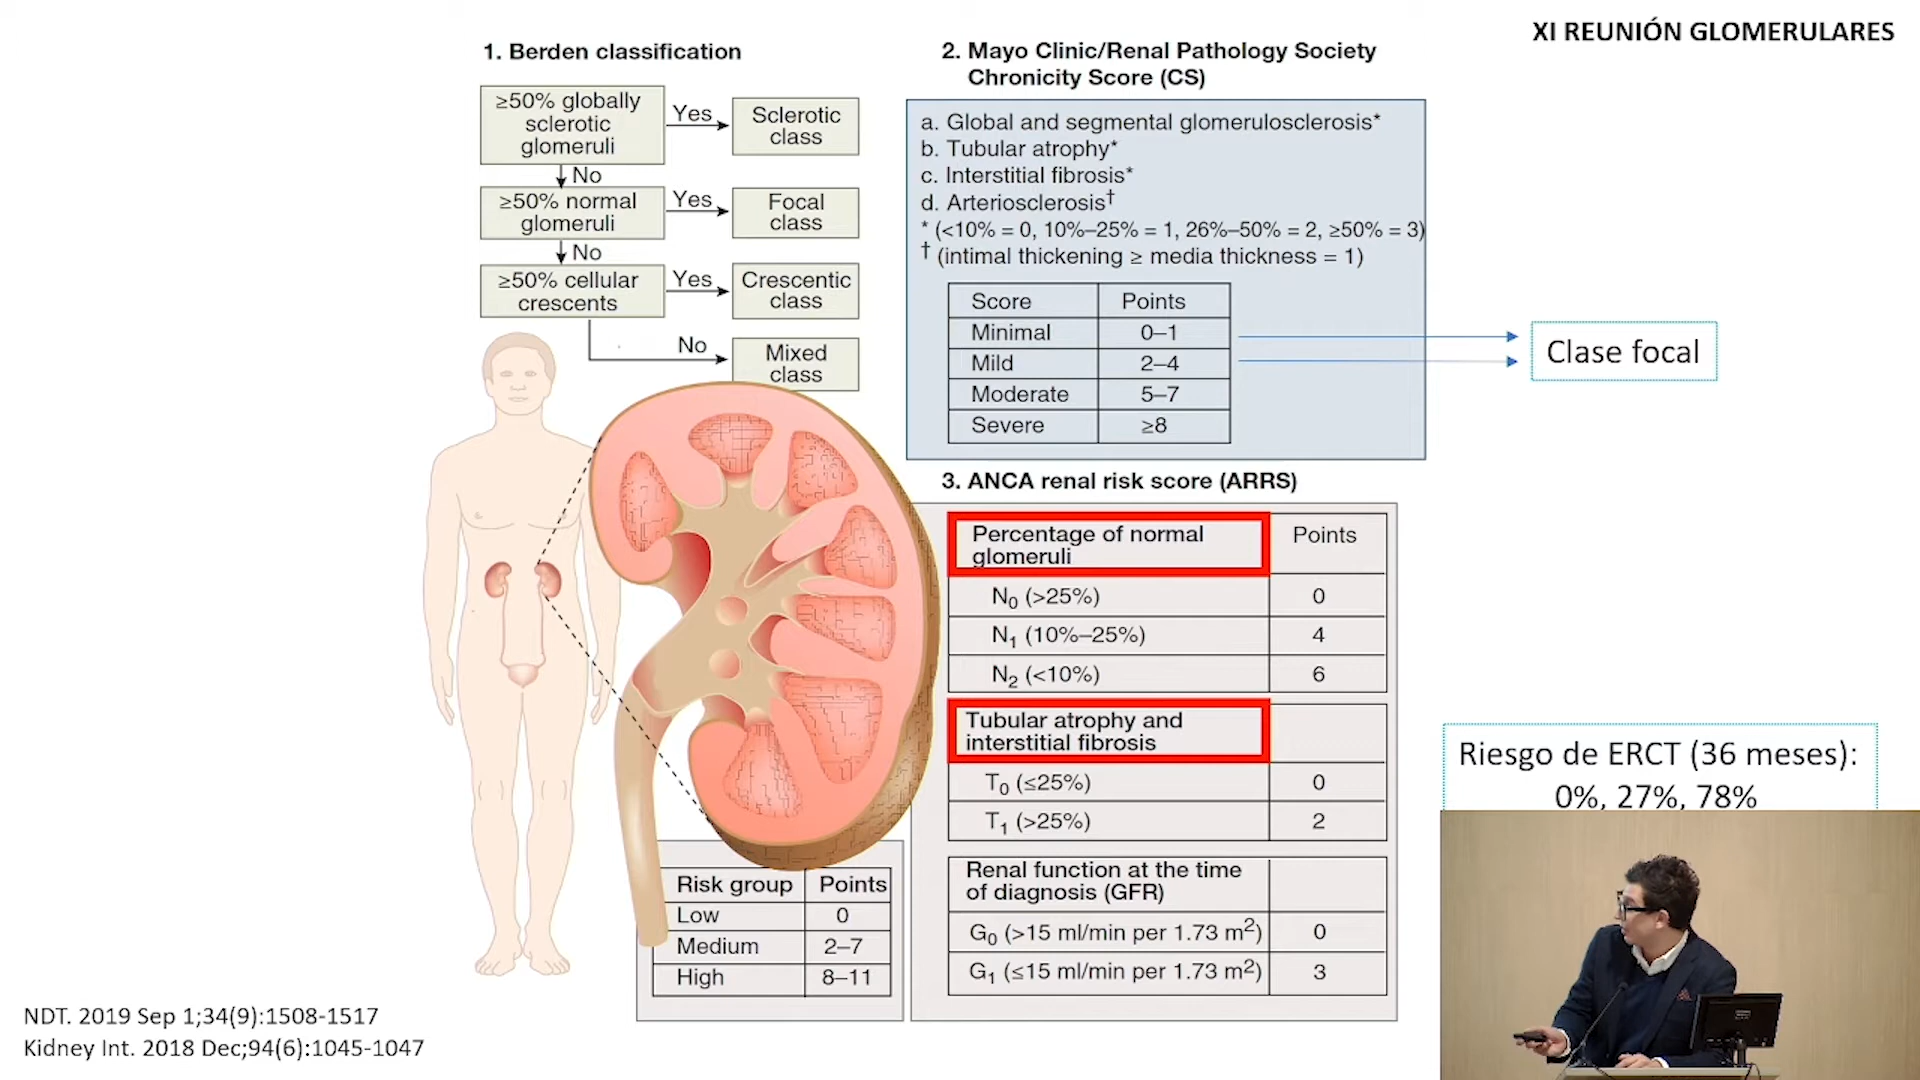 XI REUNIÓN GLOMERULARES
1. Berden classification
≥50% globally
sclerotic
glomeruli
Yes
Sclerotic
class
No
≥50% normal
glomeruli
Yes
Focal
class
No
≥50% cellular
crescents
Yes
Crescentic
class
No
Mixed
class
2. Mayo Clinic/Renal Pathology Society
Chronicity Score (CS)
a. Global and segmental glomerulosclerosis*
b. Tubular atrophy*
c. Interstitial fibrosis*
d. Arteriosclerosis†
* (<10% = 0, 10%–25% = 1, 26%–50% = 2, ≥50% = 3)
† (intimal thickening ≥ media thickness = 1)
Score Points
Minimal 0–1
Mild 2–4
Moderate 5–7
Severe ≥8
Clase focal
3. ANCA renal risk score (ARRS)
Percentage of normal
glomeruli
Points
N0 (>25%) 0
N1 (10%–25%) 4
N2 (<10%) 6
Tubular atrophy and
interstitial fibrosis
T0 (≤25%) 0
T1 (>25%) 2
Renal function at the time
of diagnosis (GFR)
G0 (>15 ml/min per 1.73 m2) 0
G1 (≤15 ml/min per 1.73 m2) 3
Risk group Points
Low 0
Medium 2–7
High 8–11
Riesgo de ERCT (36 meses):
0%, 27%, 78%
NDT. 2019 Sep 1;34(9):1508-1517
Kidney Int. 2018 Dec;94(6):1045-1047